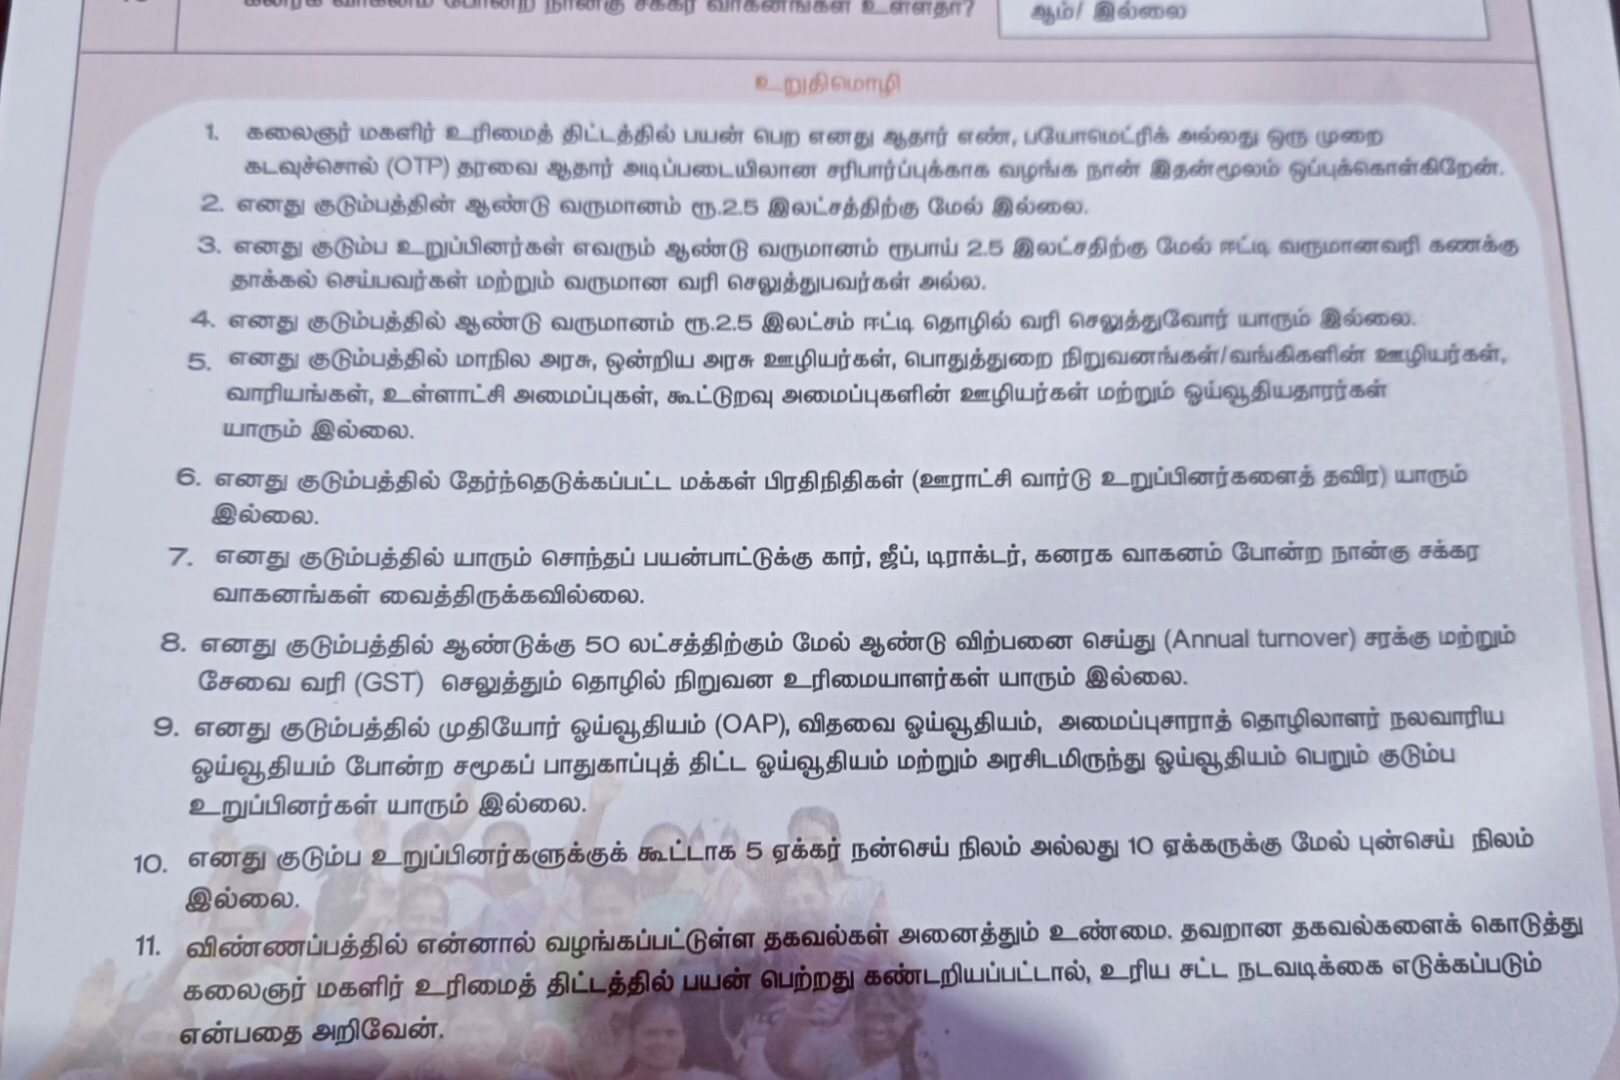 கனரக வாகனம் போன்ற நான்கு சக்கர வாகனங்கள் உள்ளதா?
ஆம்/ இல்லை
உறுதிமொழி
1. கலைஞர் மகளிர் உரிமைத் திட்டத்தில் பயன் பெற எனது ஆதார் எண், பயோமெட்ரிக் அல்லது ஒரு முறை
கடவுச்சொல் (OTP) தரவை ஆதார் அடிப்படையிலான சரிபார்ப்புக்காக வழங்க நான் இதன்மூலம் ஒப்புக்கொள்கிறேன்.
2. எனது குடும்பத்தின் ஆண்டு வருமானம் ரூ.2.5 இலட்சத்திற்கு மேல் இல்லை.
3. எனது குடும்ப உறுப்பினர்கள் எவரும் ஆண்டு வருமானம் ரூபாய் 2.5 இலட்சதிற்கு மேல் ஈட்டி வருமானவரி கணக்கு
தாக்கல் செய்பவர்கள் மற்றும் வருமான வரி செலுத்துபவர்கள் அல்ல.
4. எனது குடும்பத்தில் ஆண்டு வருமானம் ரூ.2.5 இலட்சம் ஈட்டி தொழில் வரி செலுத்துவோர் யாரும் இல்லை.
5. எனது குடும்பத்தில் மாநில அரசு, ஒன்றிய அரசு ஊழியர்கள், பொதுத்துறை நிறுவனங்கள்/வங்கிகளின் ஊழியர்கள்,
வாரியங்கள், உள்ளாட்சி அமைப்புகள், கூட்டுறவு அமைப்புகளின் ஊழியர்கள் மற்றும் ஓய்வூதியதாரர்கள்
யாரும் இல்லை.
6. எனது குடும்பத்தில் தேர்ந்தெடுக்கப்பட்ட மக்கள் பிரதிநிதிகள் (ஊராட்சி வார்டு உறுப்பினர்களைத் தவிர) யாரும்
இல்லை.
7. எனது குடும்பத்தில் யாரும் சொந்தப் பயன்பாட்டுக்கு கார், ஜீப், டிராக்டர், கனரக வாகனம் போன்ற நான்கு சக்கர
வாகனங்கள் வைத்திருக்கவில்லை.
8. எனது குடும்பத்தில் ஆண்டுக்கு 50 லட்சத்திற்கும் மேல் ஆண்டு விற்பனை செய்து (Annual turnover) சரக்கு மற்றும்
சேவை வரி (GST) செலுத்தும் தொழில் நிறுவன உரிமையாளர்கள் யாரும் இல்லை.
9. எனது குடும்பத்தில் முதியோர் ஓய்வூதியம் (OAP), விதவை ஓய்வூதியம், அமைப்புசாராத் தொழிலாளர் நலவாரிய
ஓய்வூதியம் போன்ற சமூகப் பாதுகாப்புத் திட்ட ஓய்வூதியம் மற்றும் அரசிடமிருந்து ஓய்வூதியம் பெறும் குடும்ப
உறுப்பினர்கள் யாரும் இல்லை.
10. எனது குடும்ப உறுப்பினர்களுக்குக் கூட்டாக 5 ஏக்கர் நன்செய் நிலம் அல்லது 10 ஏக்கருக்கு மேல் புன்செய் நிலம்
இல்லை.
11. விண்ணப்பத்தில் என்னால் வழங்கப்பட்டுள்ள தகவல்கள் அனைத்தும் உண்மை. தவறான தகவல்களைக் கொடுத்து
கலைஞர் மகளிர் உரிமைத் திட்டத்தில் பயன் பெற்றது கண்டறியப்பட்டால், உரிய சட்ட நடவடிக்கை எடுக்கப்படும்
என்பதை அறிவேன்.